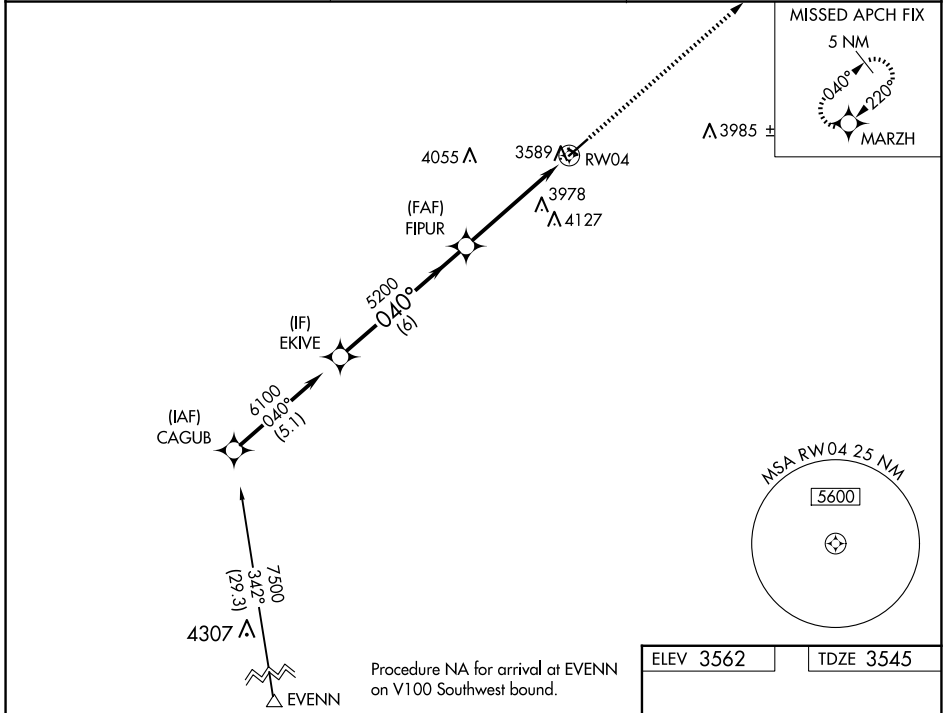 MISSED APCH FIX
5 NM
040°
220°
MARZH
3985 ±
4055
3589
RW04
3978
4127
(FAF)
FIPUR
5200
040°
(6)
(IF)
EKIVE
6100
040°
(5.1)
(IAF)
CAGUB
MSA RW04 25 NM
5600
7500
342°
(29.3)
4307
EVENN
Procedure NA for arrival at EVENN
on V100 Southwest bound.
ELEV 3562
TDZE 3545